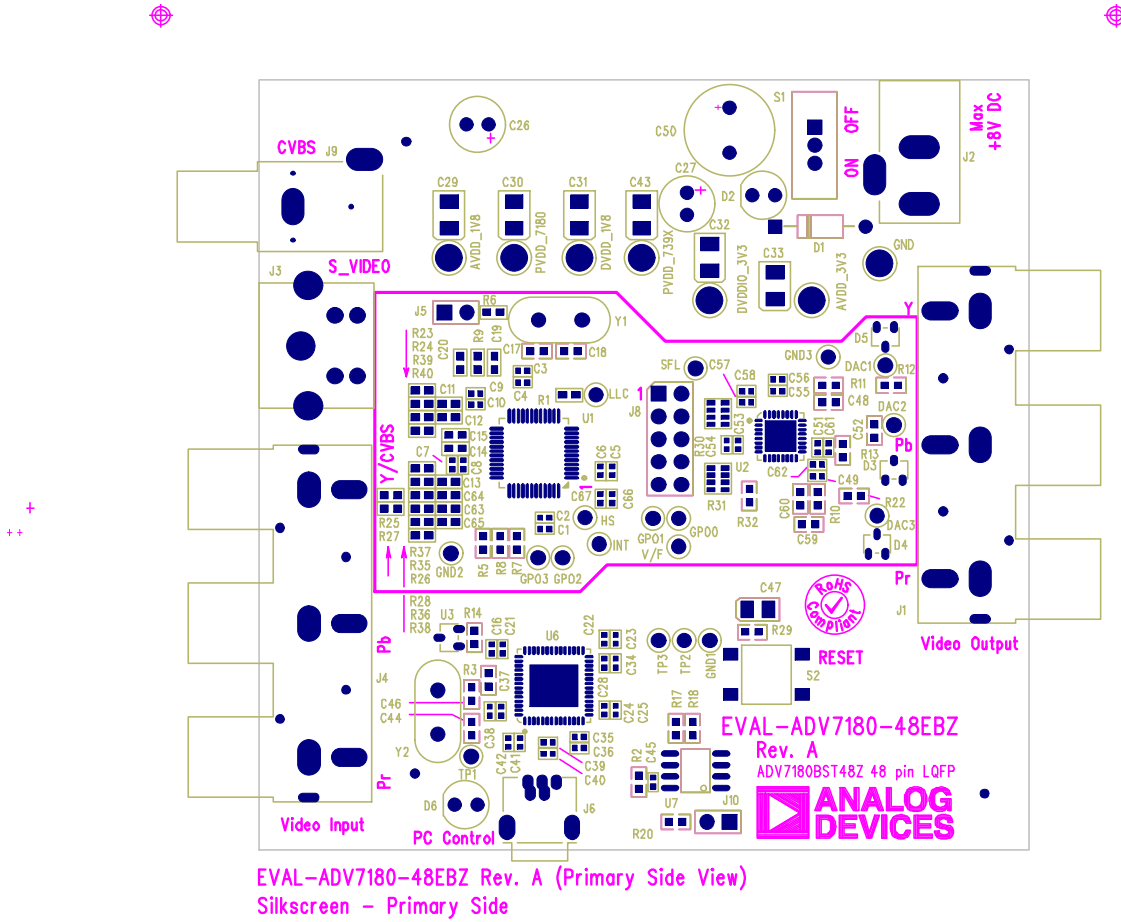 C26
S1
OFF
ON
Max
+8V DC
C50
CVBS
J9
J2
C27
C29
C30
C31
C43
D2
C32
D1
AVDD_1V8
PVDD_7180
DVDD_1V8
PVDD_739X
DVDDIO_3V3
C33
AVDD_3V3
GND
S_VIDEO
J3
J5
R6
Y1
Y
R23
R24
R39
R40
C20
R9
C19
C17
C18
D5
GND3
DAC1
R12
SFL
C57
C58
C56
C55
R11
C48
C3
C4
C9
C10
C11
C12
R1
LLC
1
J8
U1
DAC2
C52
R13
Pb
C51
C61
C53
C54
R30
U2
C15
C14
C7
C8
Y/CVBS
C6
C5
C13
C64
C63
C65
1
C67
C66
D3
C62
C49
R31
R32
C60
R10
R22
C59
DAC3
D4
R25
R27
C2
C1
HS
INT
GPO1
GPO0
V/F
R37
R35
R26
GND2
R5
R8
R7
GPO3
GPO2
Pr
R28
R36
R38
U3
R14
C16
C21
U6
C22
C23
C34
C47
RoHS
Compliant
J1
R29
TP3
TP2
GND1
RESET
S2
Video Output
Pb
J4
R3
C37
C46
C44
C28
C24
C25
R17
R18
EVAL-ADV7180-48EBZ
Rev. A
ADV7180BST48Z 48 pin LQFP
Y2
C38
C42
C41
C35
C36
C39
C40
TP1
Pr
R2
C45
D6
J6
U7
J10
R20
ANALOG
DEVICES
Video Input
PC Control
EVAL-ADV7180-48EBZ Rev. A (Primary Side View)
Silkscreen - Primary Side